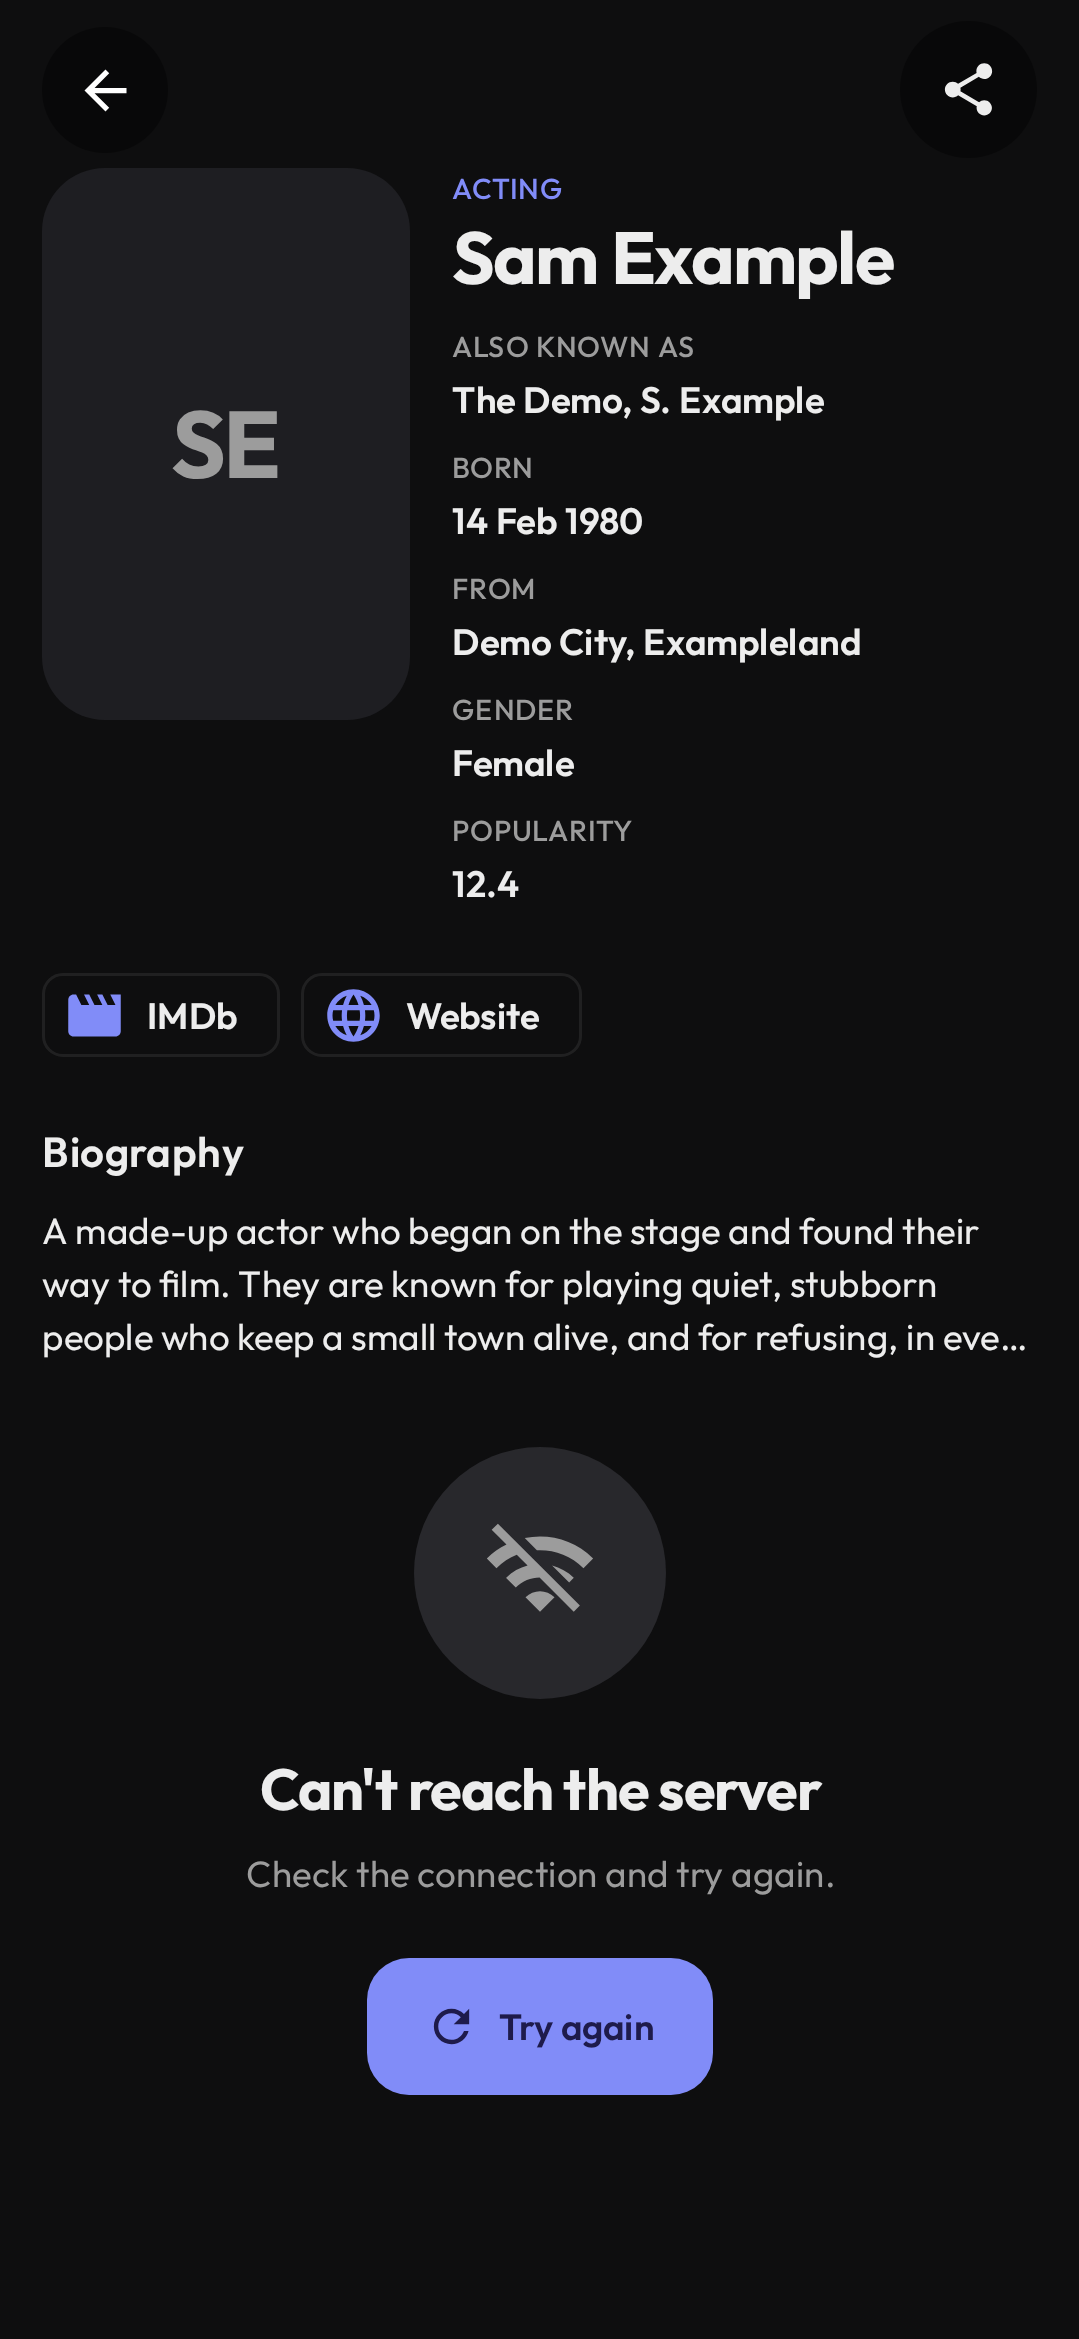 ACTING
Sam Example
SE
ALSO KNOWN AS
The Demo, S. Example
BORN
14 Feb 1980
FROM
Demo City, Exampleland
GENDER
Female
POPULARITY
12.4
IMDb
Website
Biography
A made-up actor who began on the stage and found their
way to film. They are known for playing quiet, stubborn
people who keep a small town alive, and for refusing, in eve…
Can't reach the server
Check the connection and try again.
Try again